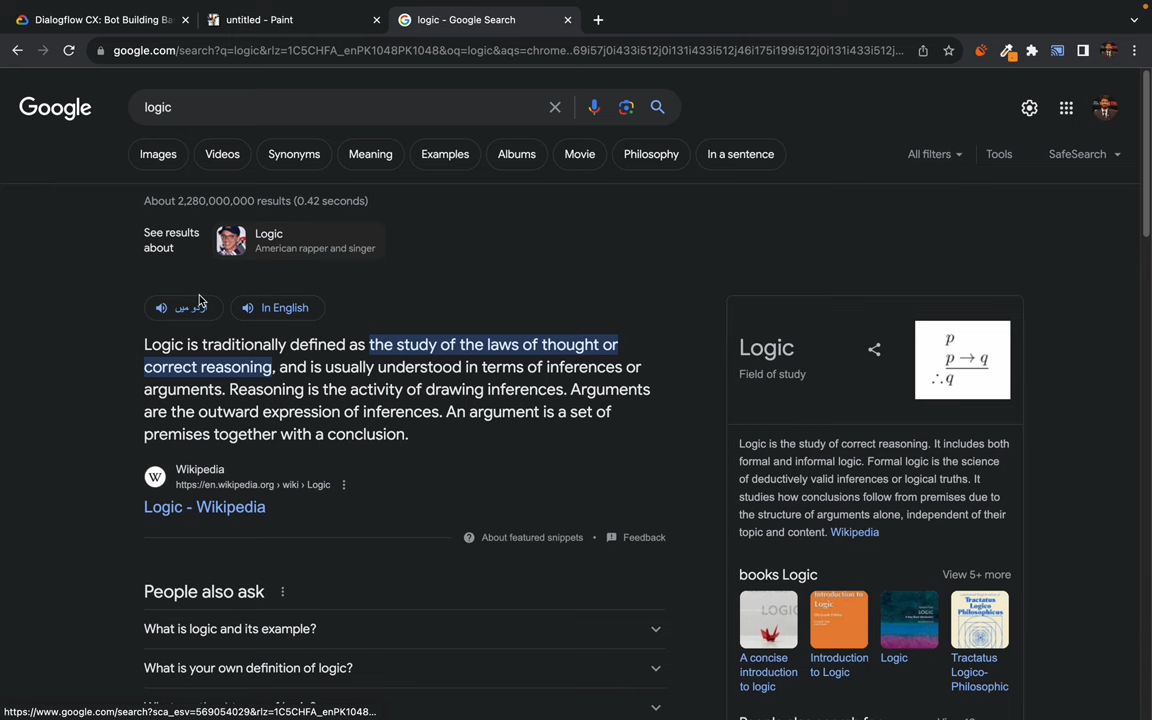 Dialogflow CX: Bot Building Ba
untitled - Paint
logic - Google Search
google.com/search?q=logic&rlz=1C5CHFA_enPK1048PK1048&oq=logic&aqs=chrome..69i57j0i433i512j0i131i433i512j46i175i199i512j0i131i433i512j0i433i512j...
Google
logic
Images
Videos
Synonyms
Meaning
Examples
Albums
Movie
Philosophy
In a sentence
All filters
Tools
SafeSearch
About 2,280,000,000 results (0.42 seconds)
See results
about
Logic
American rapper and singer
اردو میں
In English
Logic is traditionally defined as the study of the laws of thought or
correct reasoning, and is usually understood in terms of inferences or
arguments. Reasoning is the activity of drawing inferences. Arguments
are the outward expression of inferences. An argument is a set of
premises together with a conclusion.
Wikipedia
https://en.wikipedia.org › wiki › Logic
Logic - Wikipedia
About featured snippets
Feedback
People also ask
What is logic and its example?
What is your own definition of logic?
https://www.google.com/search?sca_esv=569054029&rlz=1C5CHFA_enPK1048...
Logic
Field of study
p
p → q
∴ q
Logic is the study of correct reasoning. It includes both
formal and informal logic. Formal logic is the science
of deductively valid inferences or logical truths. It
studies how conclusions follow from premises due to
the structure of arguments alone, independent of their
topic and content. Wikipedia
books Logic
View 5+ more
LOGIC
Introduction to
Logic
Tractatus
Logico-
Philosophicus
A concise
introduction
to logic
Introduction
to Logic
Logic
Tractatus
Logico-
Philosophic